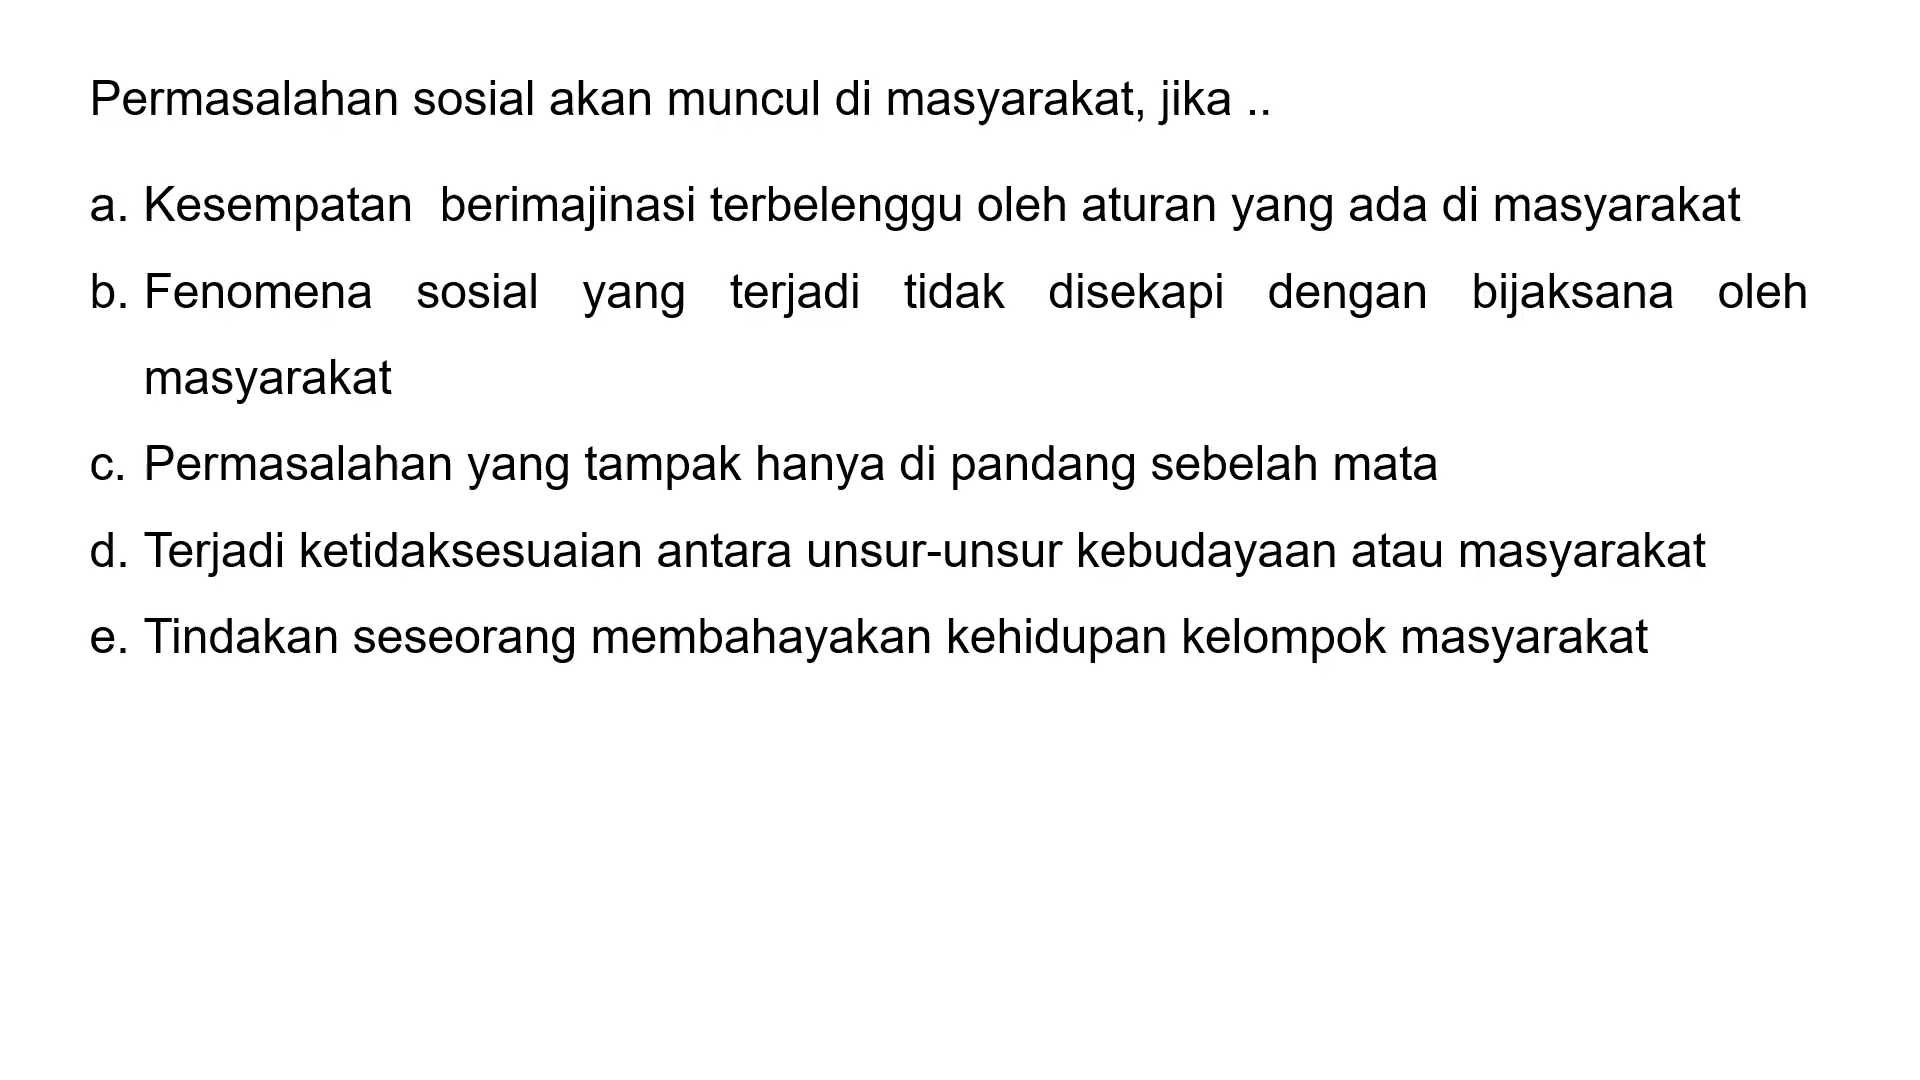 Permasalahan sosial akan muncul di masyarakat, jika ..
a. Kesempatan  berimajinasi terbelenggu oleh aturan yang ada di masyarakat
b. Fenomena sosial yang terjadi tidak disekapi dengan bijaksana oleh
masyarakat
c. Permasalahan yang tampak hanya di pandang sebelah mata
d. Terjadi ketidaksesuaian antara unsur-unsur kebudayaan atau masyarakat
e. Tindakan seseorang membahayakan kehidupan kelompok masyarakat